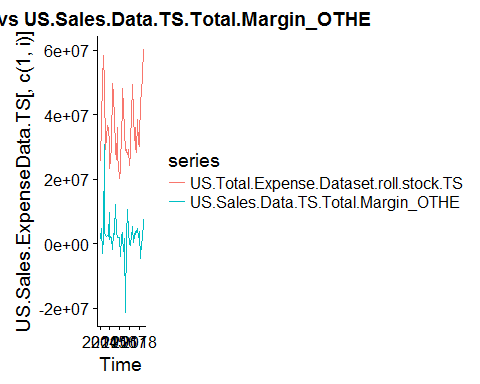 vs US.Sales.Data.TS.Total.Margin_OTHE
US.Sales.ExpenseData.TS[, c(1, i)]
6e+07
4e+07
2e+07
0e+00
-2e+07
series
US.Total.Expense.Dataset.roll.stock.TS
US.Sales.Data.TS.Total.Margin_OTHE
Time